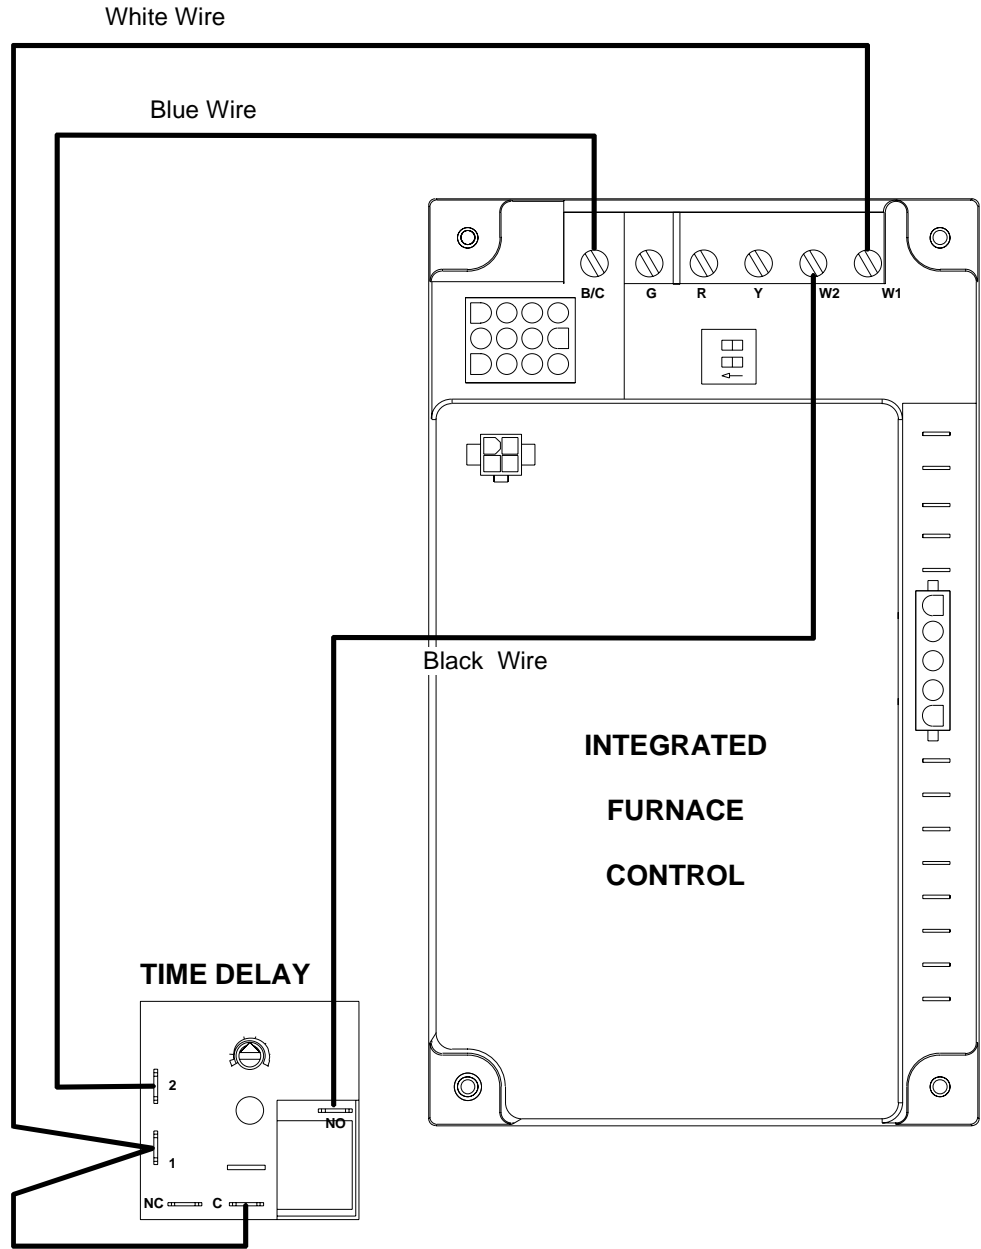 White Wire
Blue Wire
B/C G R Y W2 W1
Black Wire
INTEGRATED
FURNACE
CONTROL
TIME DELAY
2
NO
1
NC C